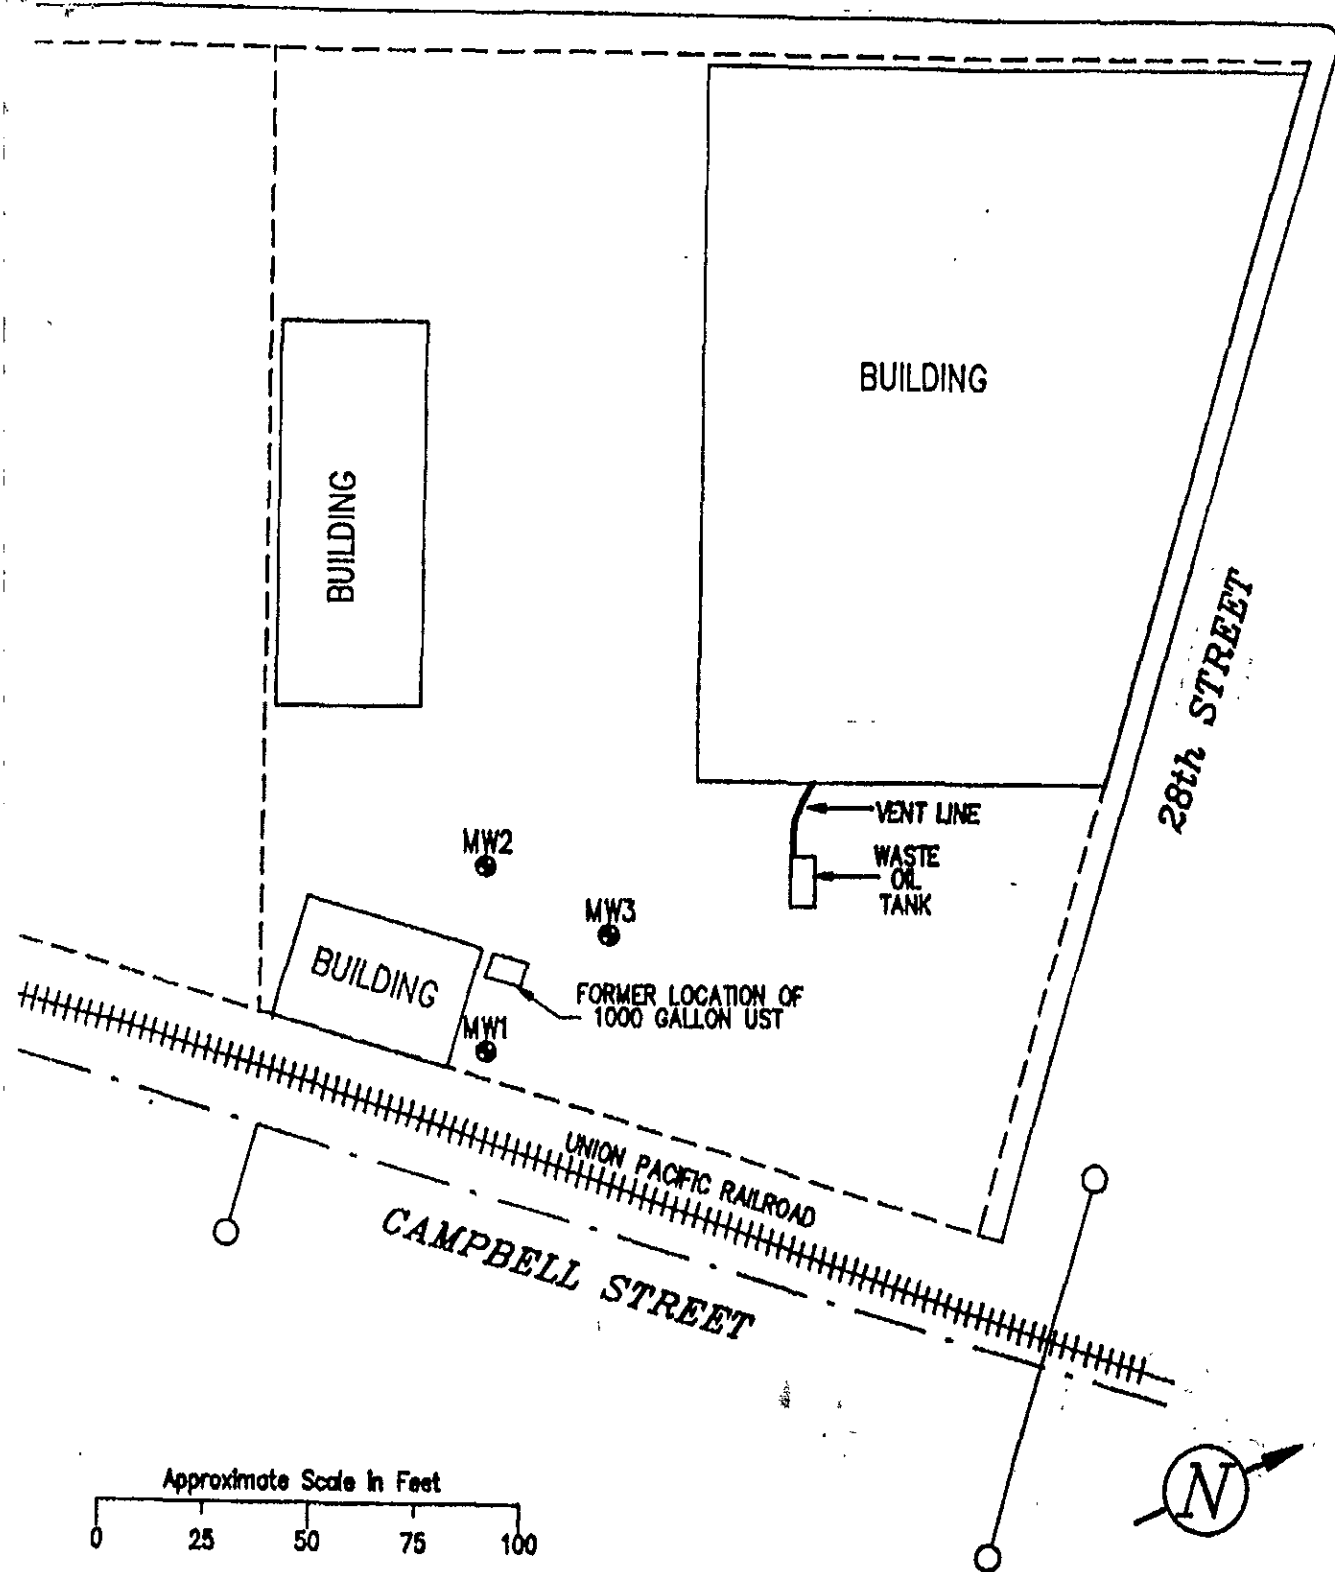 BUILDING
BUILDING
28th STREET
VENT LINE
WASTE
OIL
TANK
MW2
MW3
BUILDING
FORMER LOCATION OF
1000 GALLON UST
MW1
UNION PACIFIC RAILROAD
CAMPBELL STREET
Approximate Scale in Feet
0 25 50 75 100
N